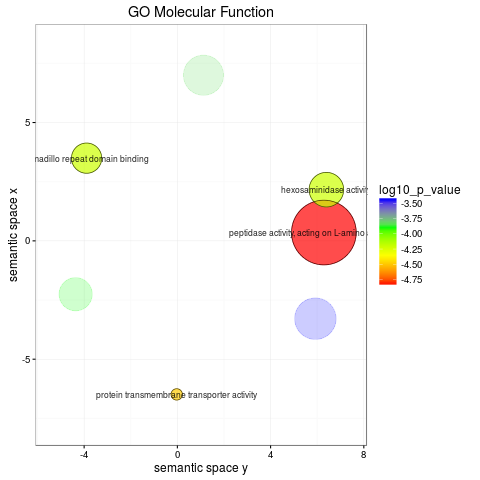 GO Molecular Function
semantic space x
5
0
-5
nadillo repeat domain binding
hexosaminidase activit
peptidase activity, acting on L-amino a
protein transmembrane transporter activity
-4
0
4
8
semantic space y
log10_p_value
-3.50
-3.75
-4.00
-4.25
-4.50
-4.75